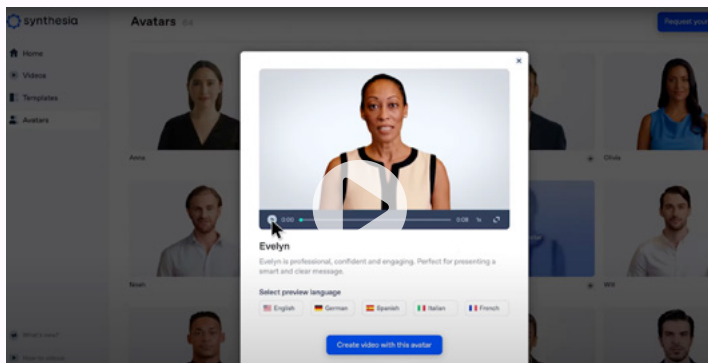 synthesia
Avatars 64
Request your
Home
Videos
Templates
Avatars
Anna
Olivia
0:00
0:08
1x
Evelyn
Evelyn is professional, confident and engaging. Perfect for presenting a
smart and clear message.
Select preview language
English
German
Spanish
Italian
French
Noah
Will
What's new?
Create video with this avatar